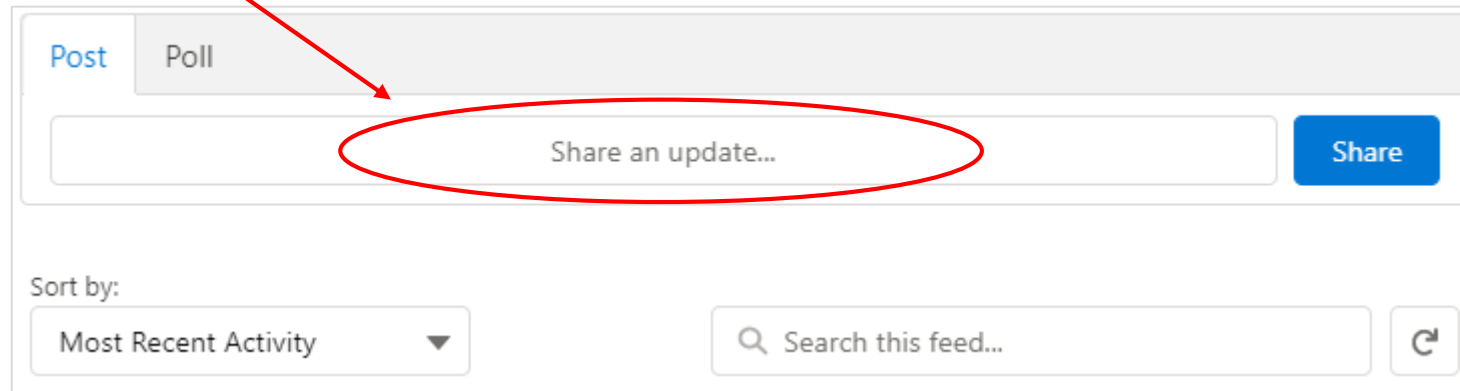 Post Poll
Share an update... Share
Sort by:
Most Recent Activity Search this feed...